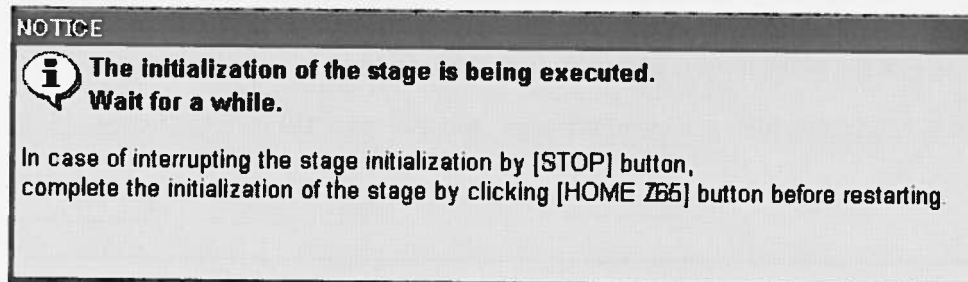 NOTICE
The initialization of the stage is being executed.
Wait for a while.
In case of interrupting the stage initialization by [STOP] button,
complete the initialization of the stage by clicking [HOME Z65] button before restarting.